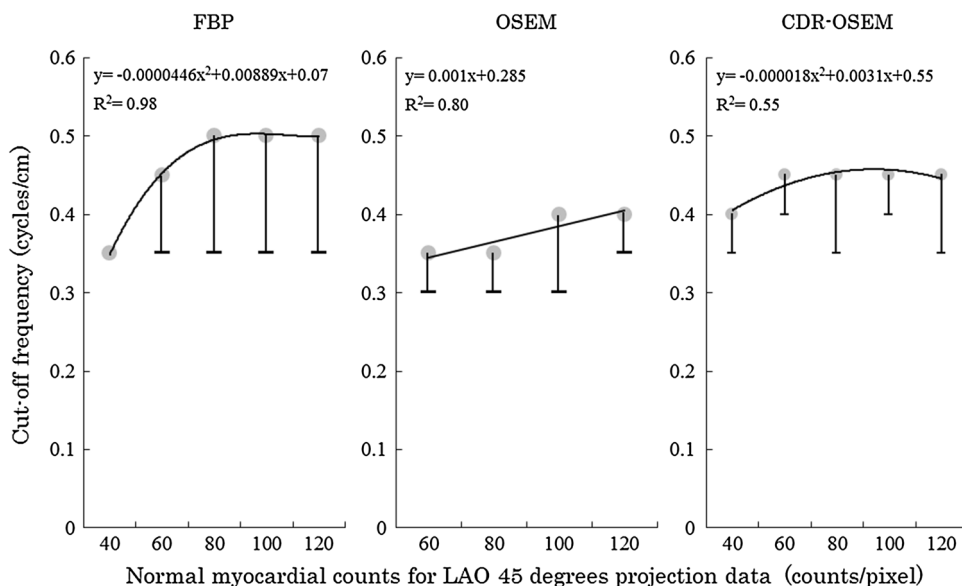 FBP
OSEM
CDR-OSEM
Cut-off frequency (cycles/cm)
0.6
0.5
0.4
0.3
0.2
0.1
0
y= -0.0000446x²+0.00889x+0.07
R²= 0.98
40 60 80 100 120
0.6
0.5
0.4
0.3
0.2
0.1
0
y= 0.001x+0.285
R²= 0.80
60 80 100 120
0.6
0.5
0.4
0.3
0.2
0.1
0
y= -0.000018x²+0.0031x+0.55
R²= 0.55
40 60 80 100 120
Normal myocardial counts for LAO 45 degrees projection data (counts/pixel)